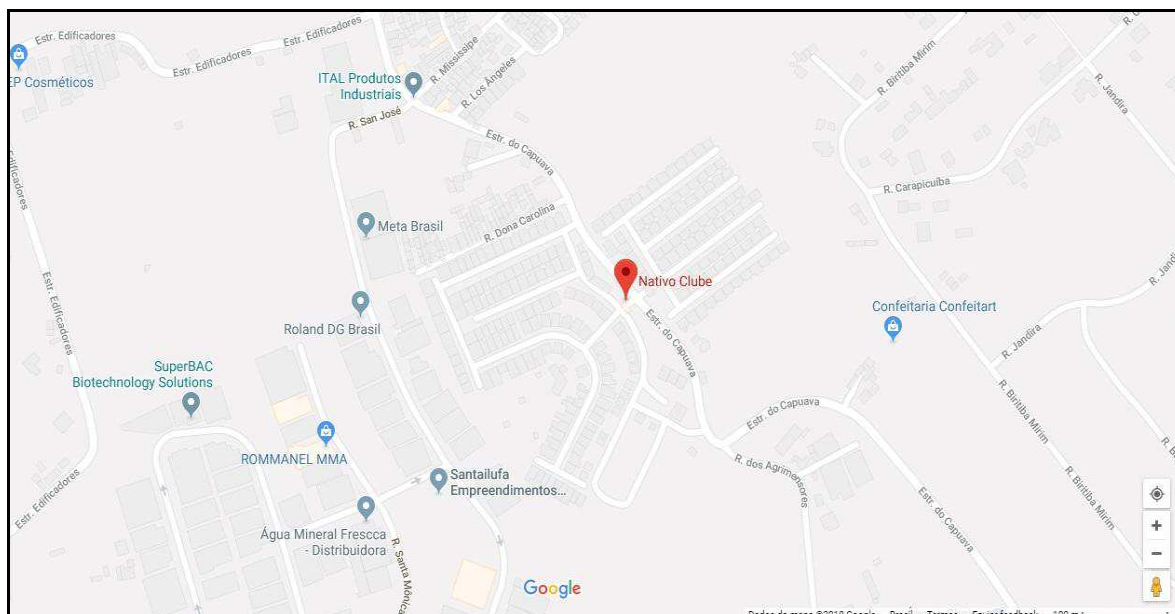 Estr. Edificadores
Estr. Edificadores
Estr. Edificadores
EP Cosméticos
ITAL Produtos
Industriais
R. Mississipe
R. Los Ângeles
R. San José
Estr. do Capuava
R. Biritiba Mirim
R. Jandira
R. Carapicuíba
Edificadores
Meta Brasil
R. Dona Carolina
Nativo Clube
Estr. Edificadores
Roland DG Brasil
Estr. do Capuava
Confeitaria Confeitart
R. Jandira
SuperBAC
Biotechnology Solutions
R. Biritiba Mirim
Estr. do Capuava
ROMMANEL MMA
Santailufa
Empreendimentos...
R. dos Agrimensores
R. Biritiba Mirim
Estr. Edificadores
Estr. do Capuava
Água Mineral Frescca
- Distribuidora
R. Santa Mônica
Google